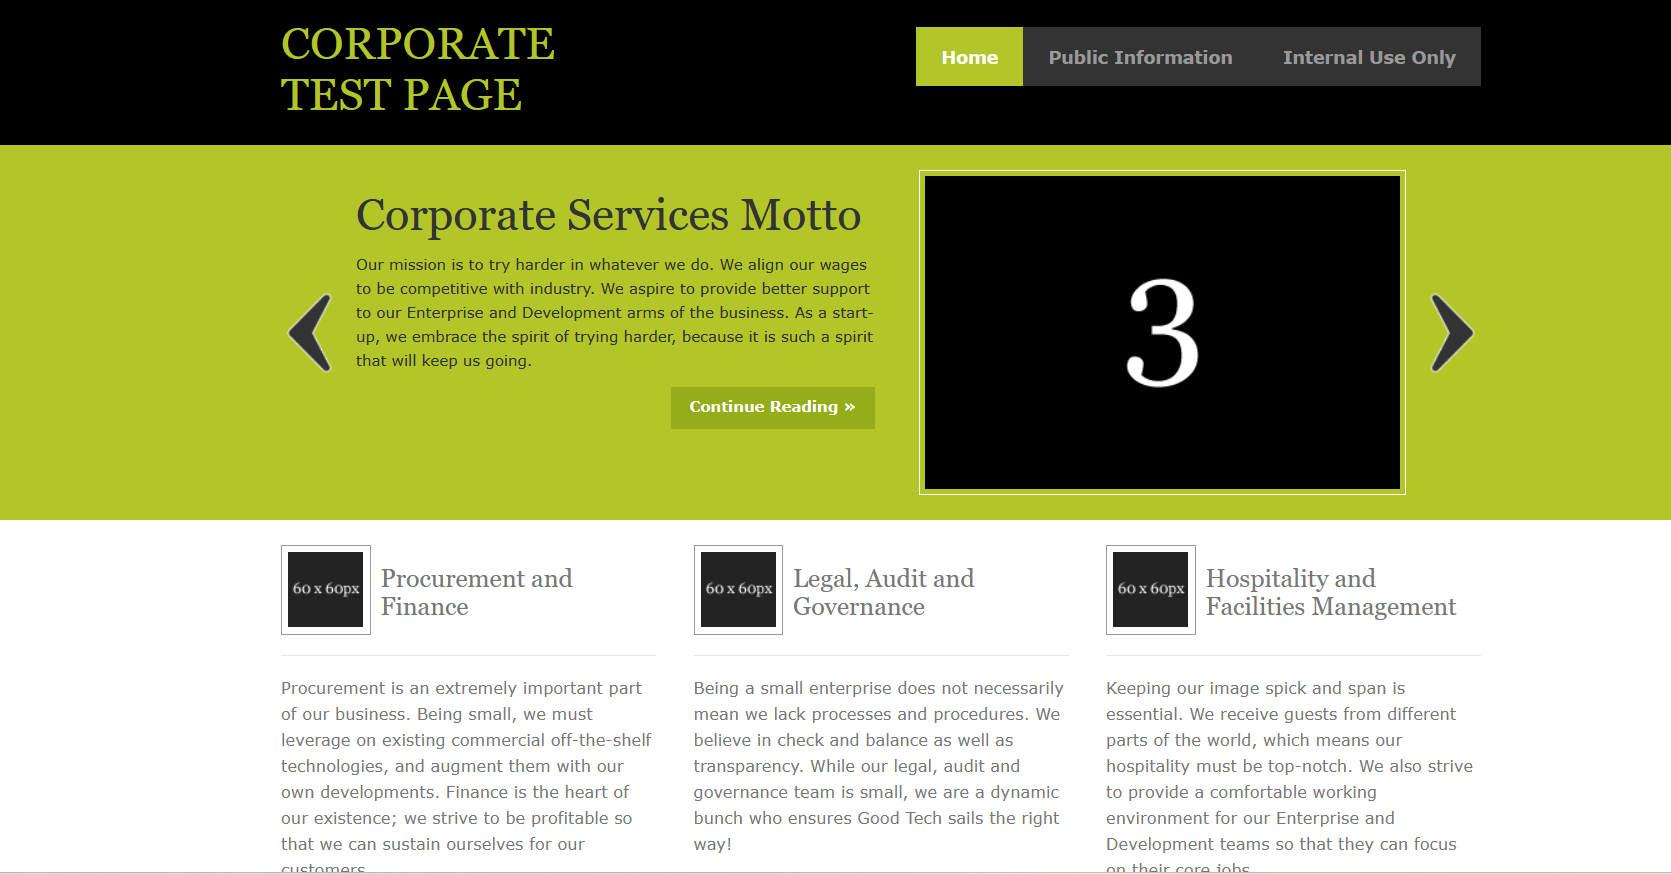 CORPORATE
TEST PAGE
Home
Public Information
Internal Use Only
Corporate Services Motto
Our mission is to try harder in whatever we do. We align our wages
to be competitive with industry. We aspire to provide better support
to our Enterprise and Development arms of the business. As a start-
up, we embrace the spirit of trying harder, because it is such a spirit
that will keep us going.
Continue Reading »
3
60 x 60px
Procurement and
Finance
Procurement is an extremely important part
of our business. Being small, we must
leverage on existing commercial off-the-shelf
technologies, and augment them with our
own developments. Finance is the heart of
our existence; we strive to be profitable so
that we can sustain ourselves for our
customers
60 x 60px
Legal, Audit and
Governance
Being a small enterprise does not necessarily
mean we lack processes and procedures. We
believe in check and balance as well as
transparency. While our legal, audit and
governance team is small, we are a dynamic
bunch who ensures Good Tech sails the right
way!
60 x 60px
Hospitality and
Facilities Management
Keeping our image spick and span is
essential. We receive guests from different
parts of the world, which means our
hospitality must be top-notch. We also strive
to provide a comfortable working
environment for our Enterprise and
Development teams so that they can focus
on their core jobs